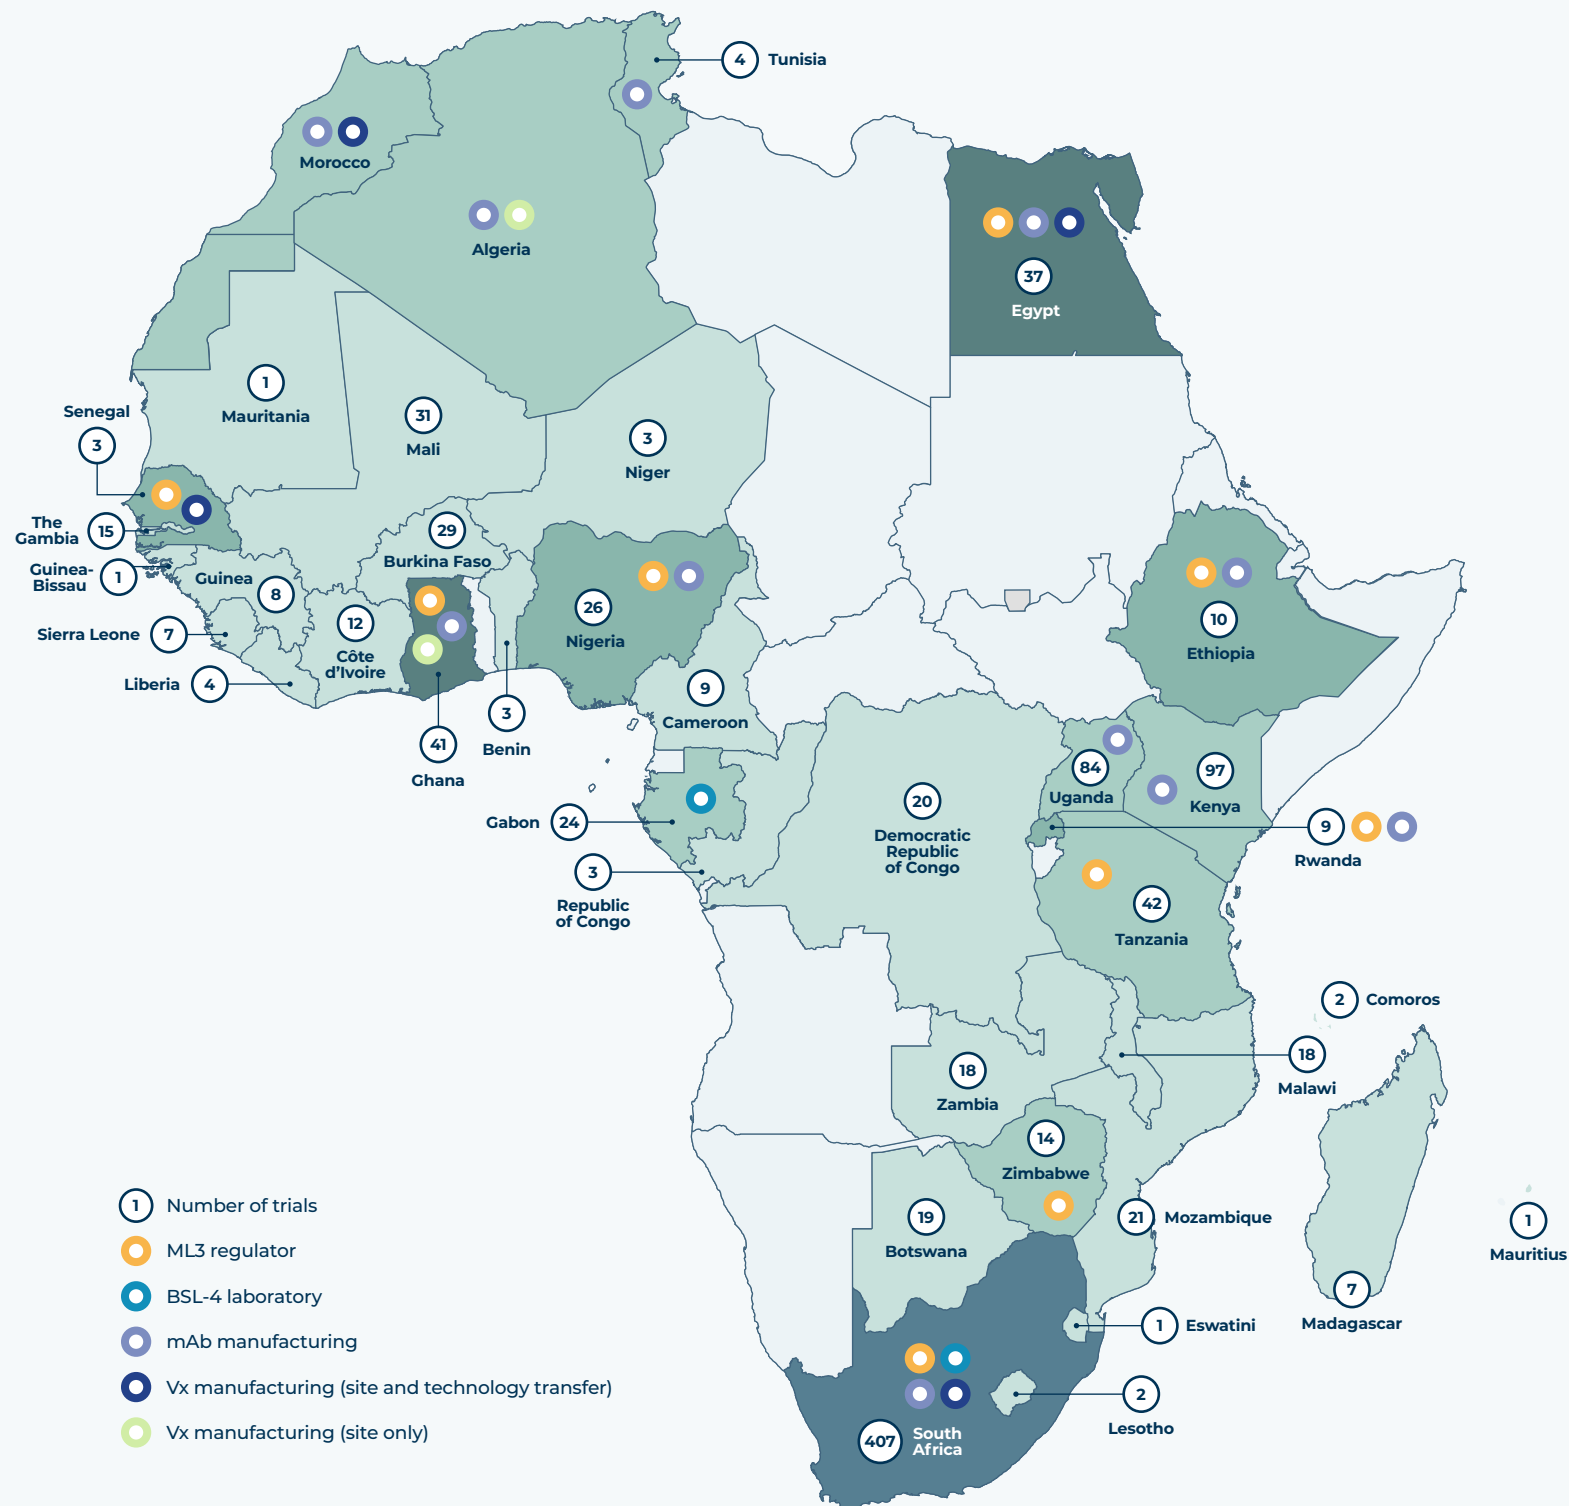 4 Tunisia
Morocco
Algeria
37
Egypt
1
Mauritania
31
Mali
3
Niger
Senegal
3
The
Gambia
15
Guinea-
Bissau
1
Guinea
8
29
Burkina Faso
Sierra Leone 7
Liberia 4
12
Côte
d’Ivoire
41
Ghana
3
Benin
26
Nigeria
9
Cameroon
10
Ethiopia
Gabon 24
3
Republic
of Congo
20
Democratic
Republic
of Congo
84
Uganda
97
Kenya
9
Rwanda
42
Tanzania
2 Comoros
18
Malawi
18
Zambia
14
Zimbabwe
19
Botswana
21 Mozambique
1
Mauritius
7
Madagascar
1 Eswatini
2
Lesotho
407 South
Africa
1 Number of trials
ML3 regulator
BSL-4 laboratory
mAb manufacturing
Vx manufacturing (site and technology transfer)
Vx manufacturing (site only)